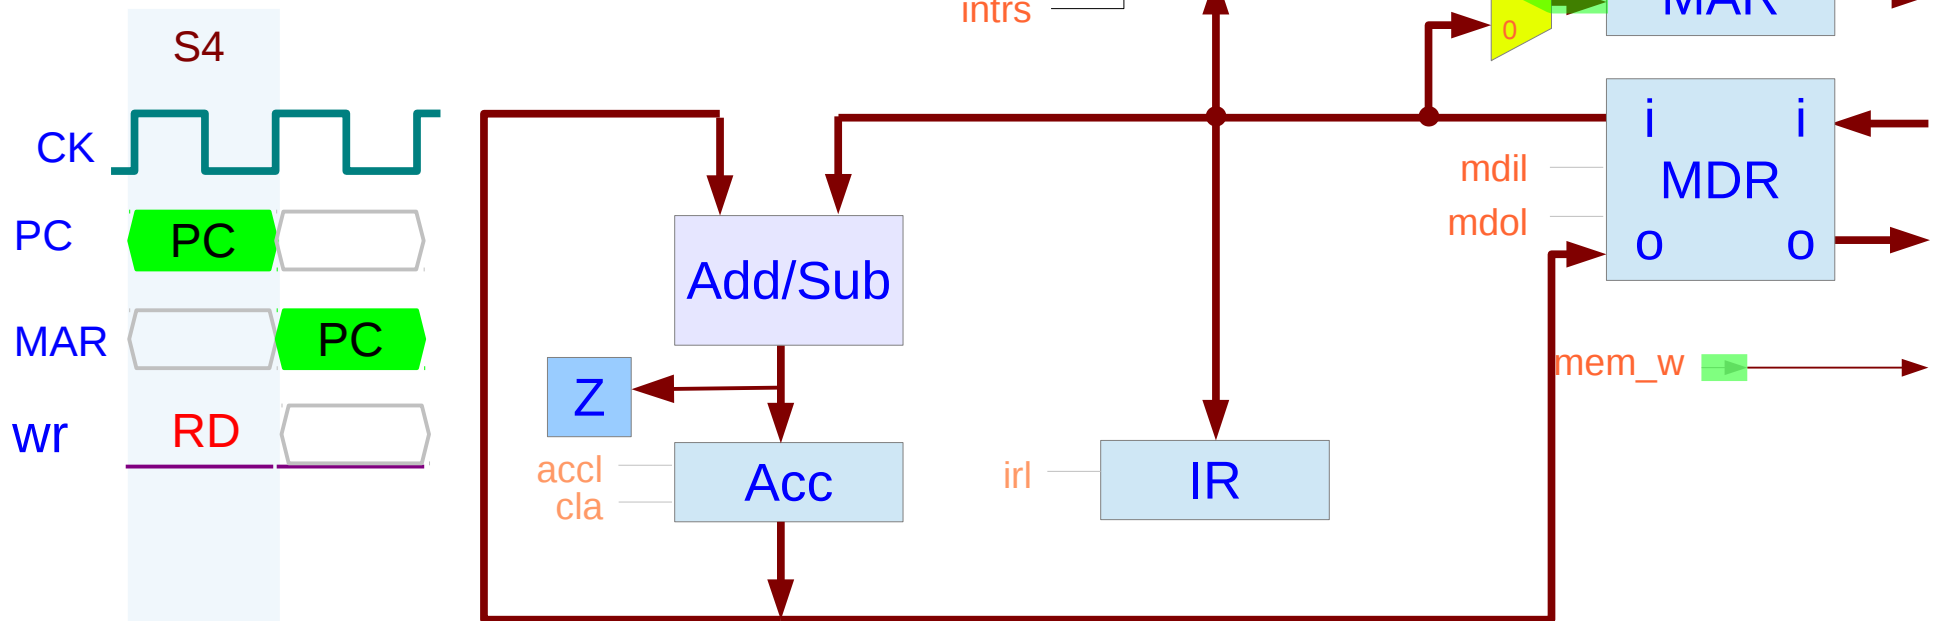 S4
CK
PC
PC
MAR
PC
wr
RD
intrs
0
MAR
i
i
mdil
MDR
mdol
o
o
Add/Sub
mem_w
Z
accl
Acc
cla
irl
IR